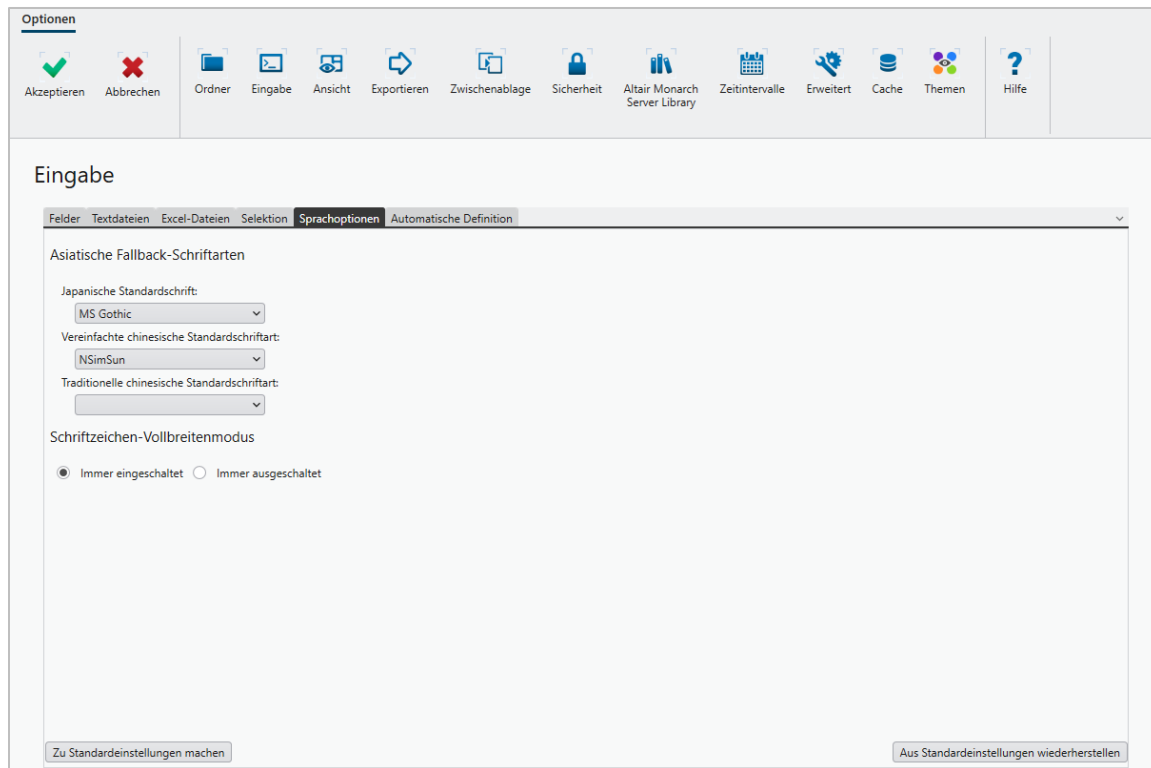 Optionen
Akzeptieren
Abbrechen
Ordner
Eingabe
Ansicht
Exportieren
Zwischenablage
Sicherheit
Altair Monarch
Server Library
Zeitintervalle
Erweitert
Cache
Themen
Hilfe
Eingabe
Felder Textdateien Excel-Dateien Selektion Sprachoptionen Automatische Definition
Asiatische Fallback-Schriftarten
Japanische Standardschrift:
MS Gothic
Vereinfachte chinesische Standardschriftart:
NSimSun
Traditionelle chinesische Standardschriftart:
Schriftzeichen-Vollbreitenmodus
Immer eingeschaltet Immer ausgeschaltet
Zu Standardeinstellungen machen Aus Standardeinstellungen wiederherstellen